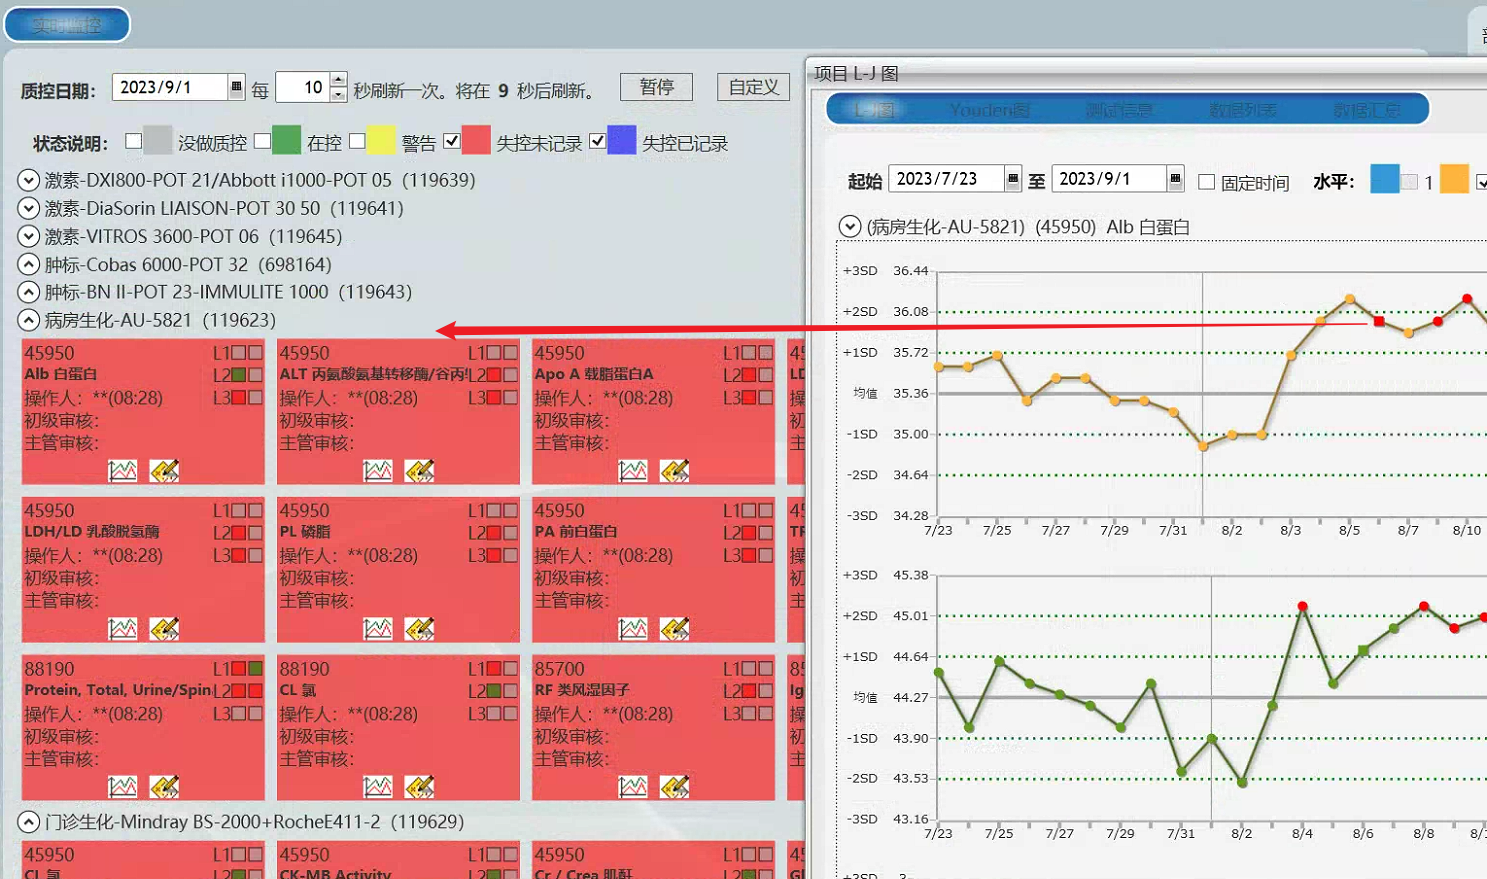 实时监控
质控日期： 2023/9/1 每 10 秒刷新一次。将在 9 秒后刷新。 暂停 自定义
状态说明： 没做质控 在控 警告 失控未记录 失控已记录
激素-DXI800-POT 21/Abbott i1000-POT 05 (119639)
激素-DiaSorin LIAISON-POT 30 50 (119641)
激素-VITROS 3600-POT 06 (119645)
肿标-Cobas 6000-POT 32 (698164)
肿标-BN II-POT 23-IMMULITE 1000 (119643)
病房生化-AU-5821 (119623)
45950 L1
Alb 白蛋白 L2
操作人：**(08:28) L3
初级审核：
主管审核：
45950 L1
ALT 丙氨酸氨基转移酶/谷丙 L2
操作人：**(08:28) L3
初级审核：
主管审核：
45950 L1
Apo A 载脂蛋白A L2
操作人：**(08:28) L3
初级审核：
主管审核：
45950 L1
LDH/LD 乳酸脱氢酶 L2
操作人：**(08:28) L3
初级审核：
主管审核：
45950 L1
PL 磷脂 L2
操作人：**(08:28) L3
初级审核：
主管审核：
45950 L1
PA 前白蛋白 L2
操作人：**(08:28) L3
初级审核：
主管审核：
88190 L1
Protein, Total, Urine/Spin L2
操作人：**(08:28) L3
初级审核：
主管审核：
88190 L1
CL 氯 L2
操作人：**(08:28) L3
初级审核：
主管审核：
85700 L1
RF 类风湿因子 L2
操作人：**(08:28) L3
初级审核：
主管审核：
门诊生化-Mindray BS-2000+RocheE411-2 (119629)
45950 L1
CL 氯 L2
45950 L1
CK-MB Activity L2
45950 L1
Cr / Crea 肌酐 L2
项目 L-J 图
L-J图 Youden图 测试信息 数据列表 数据汇总
起始 2023/7/23 至 2023/9/1 固定时间 水平： 1
(病房生化-AU-5821) (45950) Alb 白蛋白
+3SD 36.44
+2SD 36.08
+1SD 35.72
均值 35.36
-1SD 35.00
-2SD 34.64
-3SD 34.28
7/23 7/25 7/27 7/29 7/31 8/2 8/3 8/5 8/7 8/10
+3SD 45.38
+2SD 45.01
+1SD 44.64
均值 44.27
-1SD 43.90
-2SD 43.53
-3SD 43.16
7/23 7/25 7/27 7/29 7/31 8/2 8/4 8/6 8/8